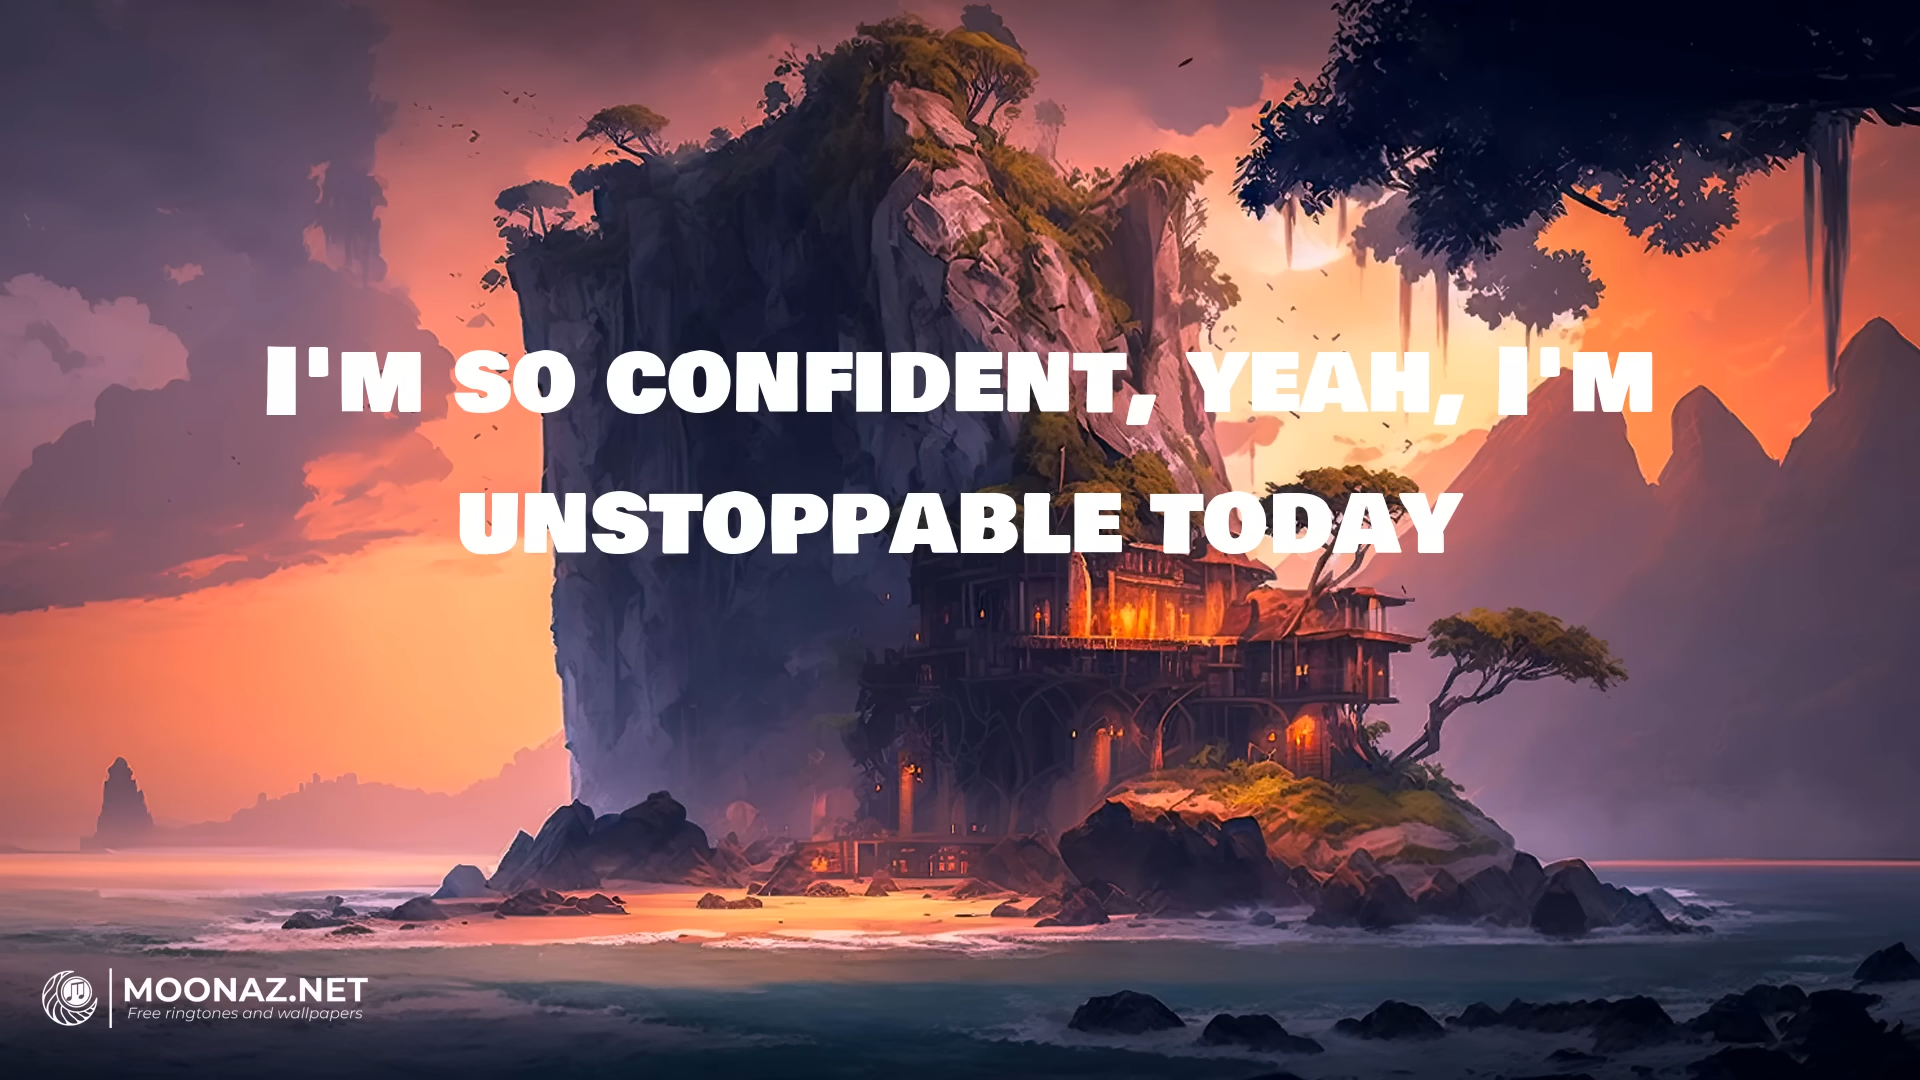 I'm so confident, yeah, I'm
unstoppable today
MOONAZ.NET
Free ringtones and wallpapers